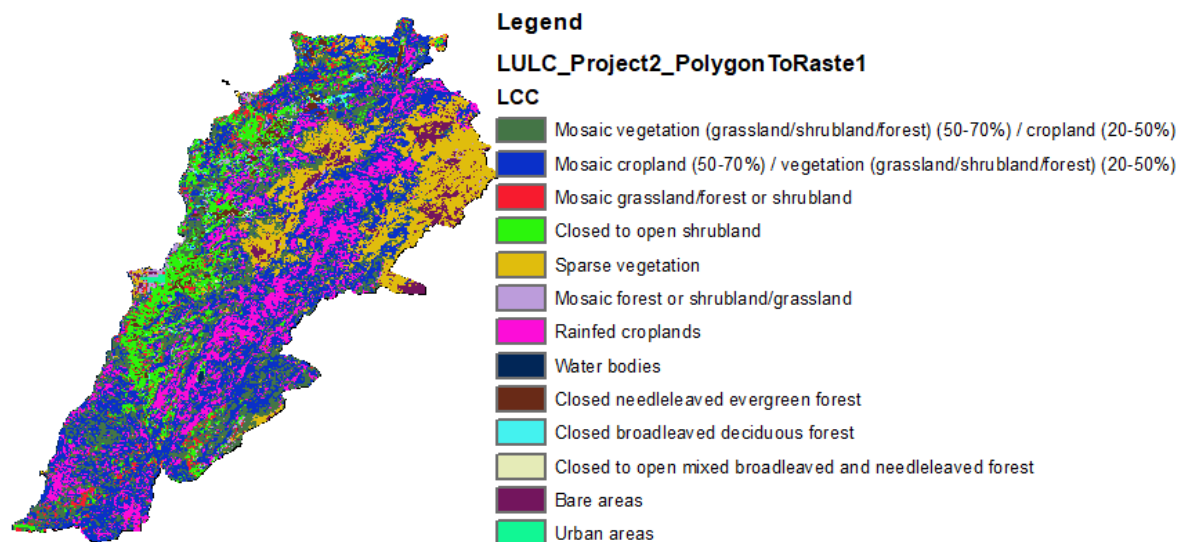 Legend
LULC_Project2_PolygonToRaste1
LCC
Mosaic vegetation (grassland/shrubland/forest) (50-70%) / cropland (20-50%)
Mosaic cropland (50-70%) / vegetation (grassland/shrubland/forest) (20-50%)
Mosaic grassland/forest or shrubland
Closed to open shrubland
Sparse vegetation
Mosaic forest or shrubland/grassland
Rainfed croplands
Water bodies
Closed needleleaved evergreen forest
Closed broadleaved deciduous forest
Closed to open mixed broadleaved and needleleaved forest
Bare areas
Urban areas